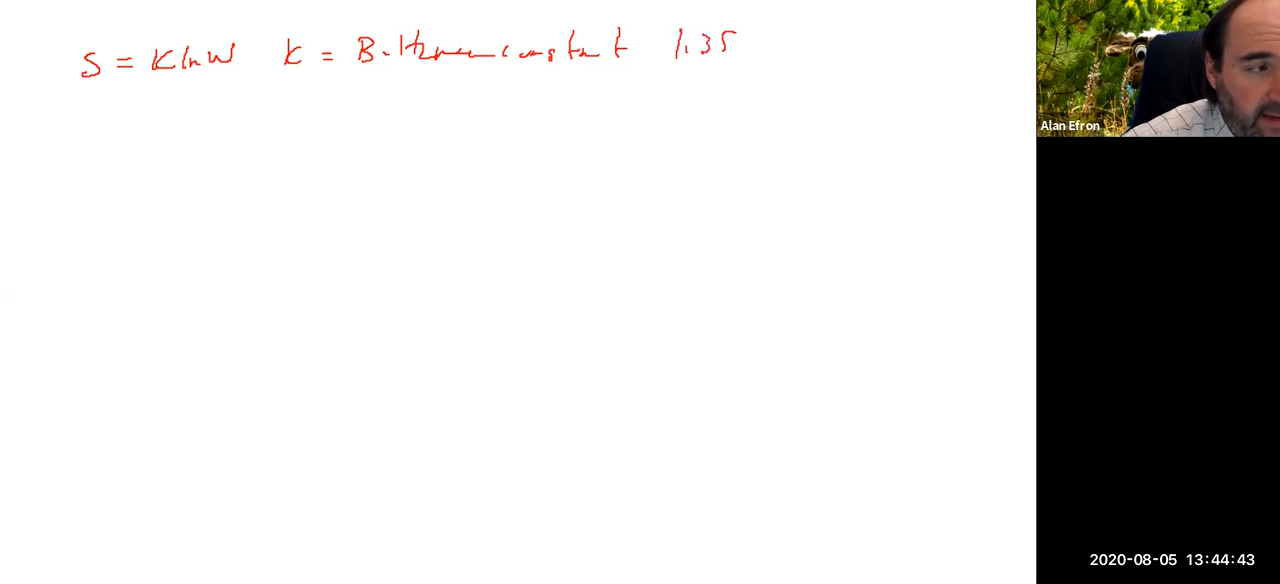 S = K ln W k = Boltzmann constant 1.35
Alan Efron
2020-08-05 13:44:43